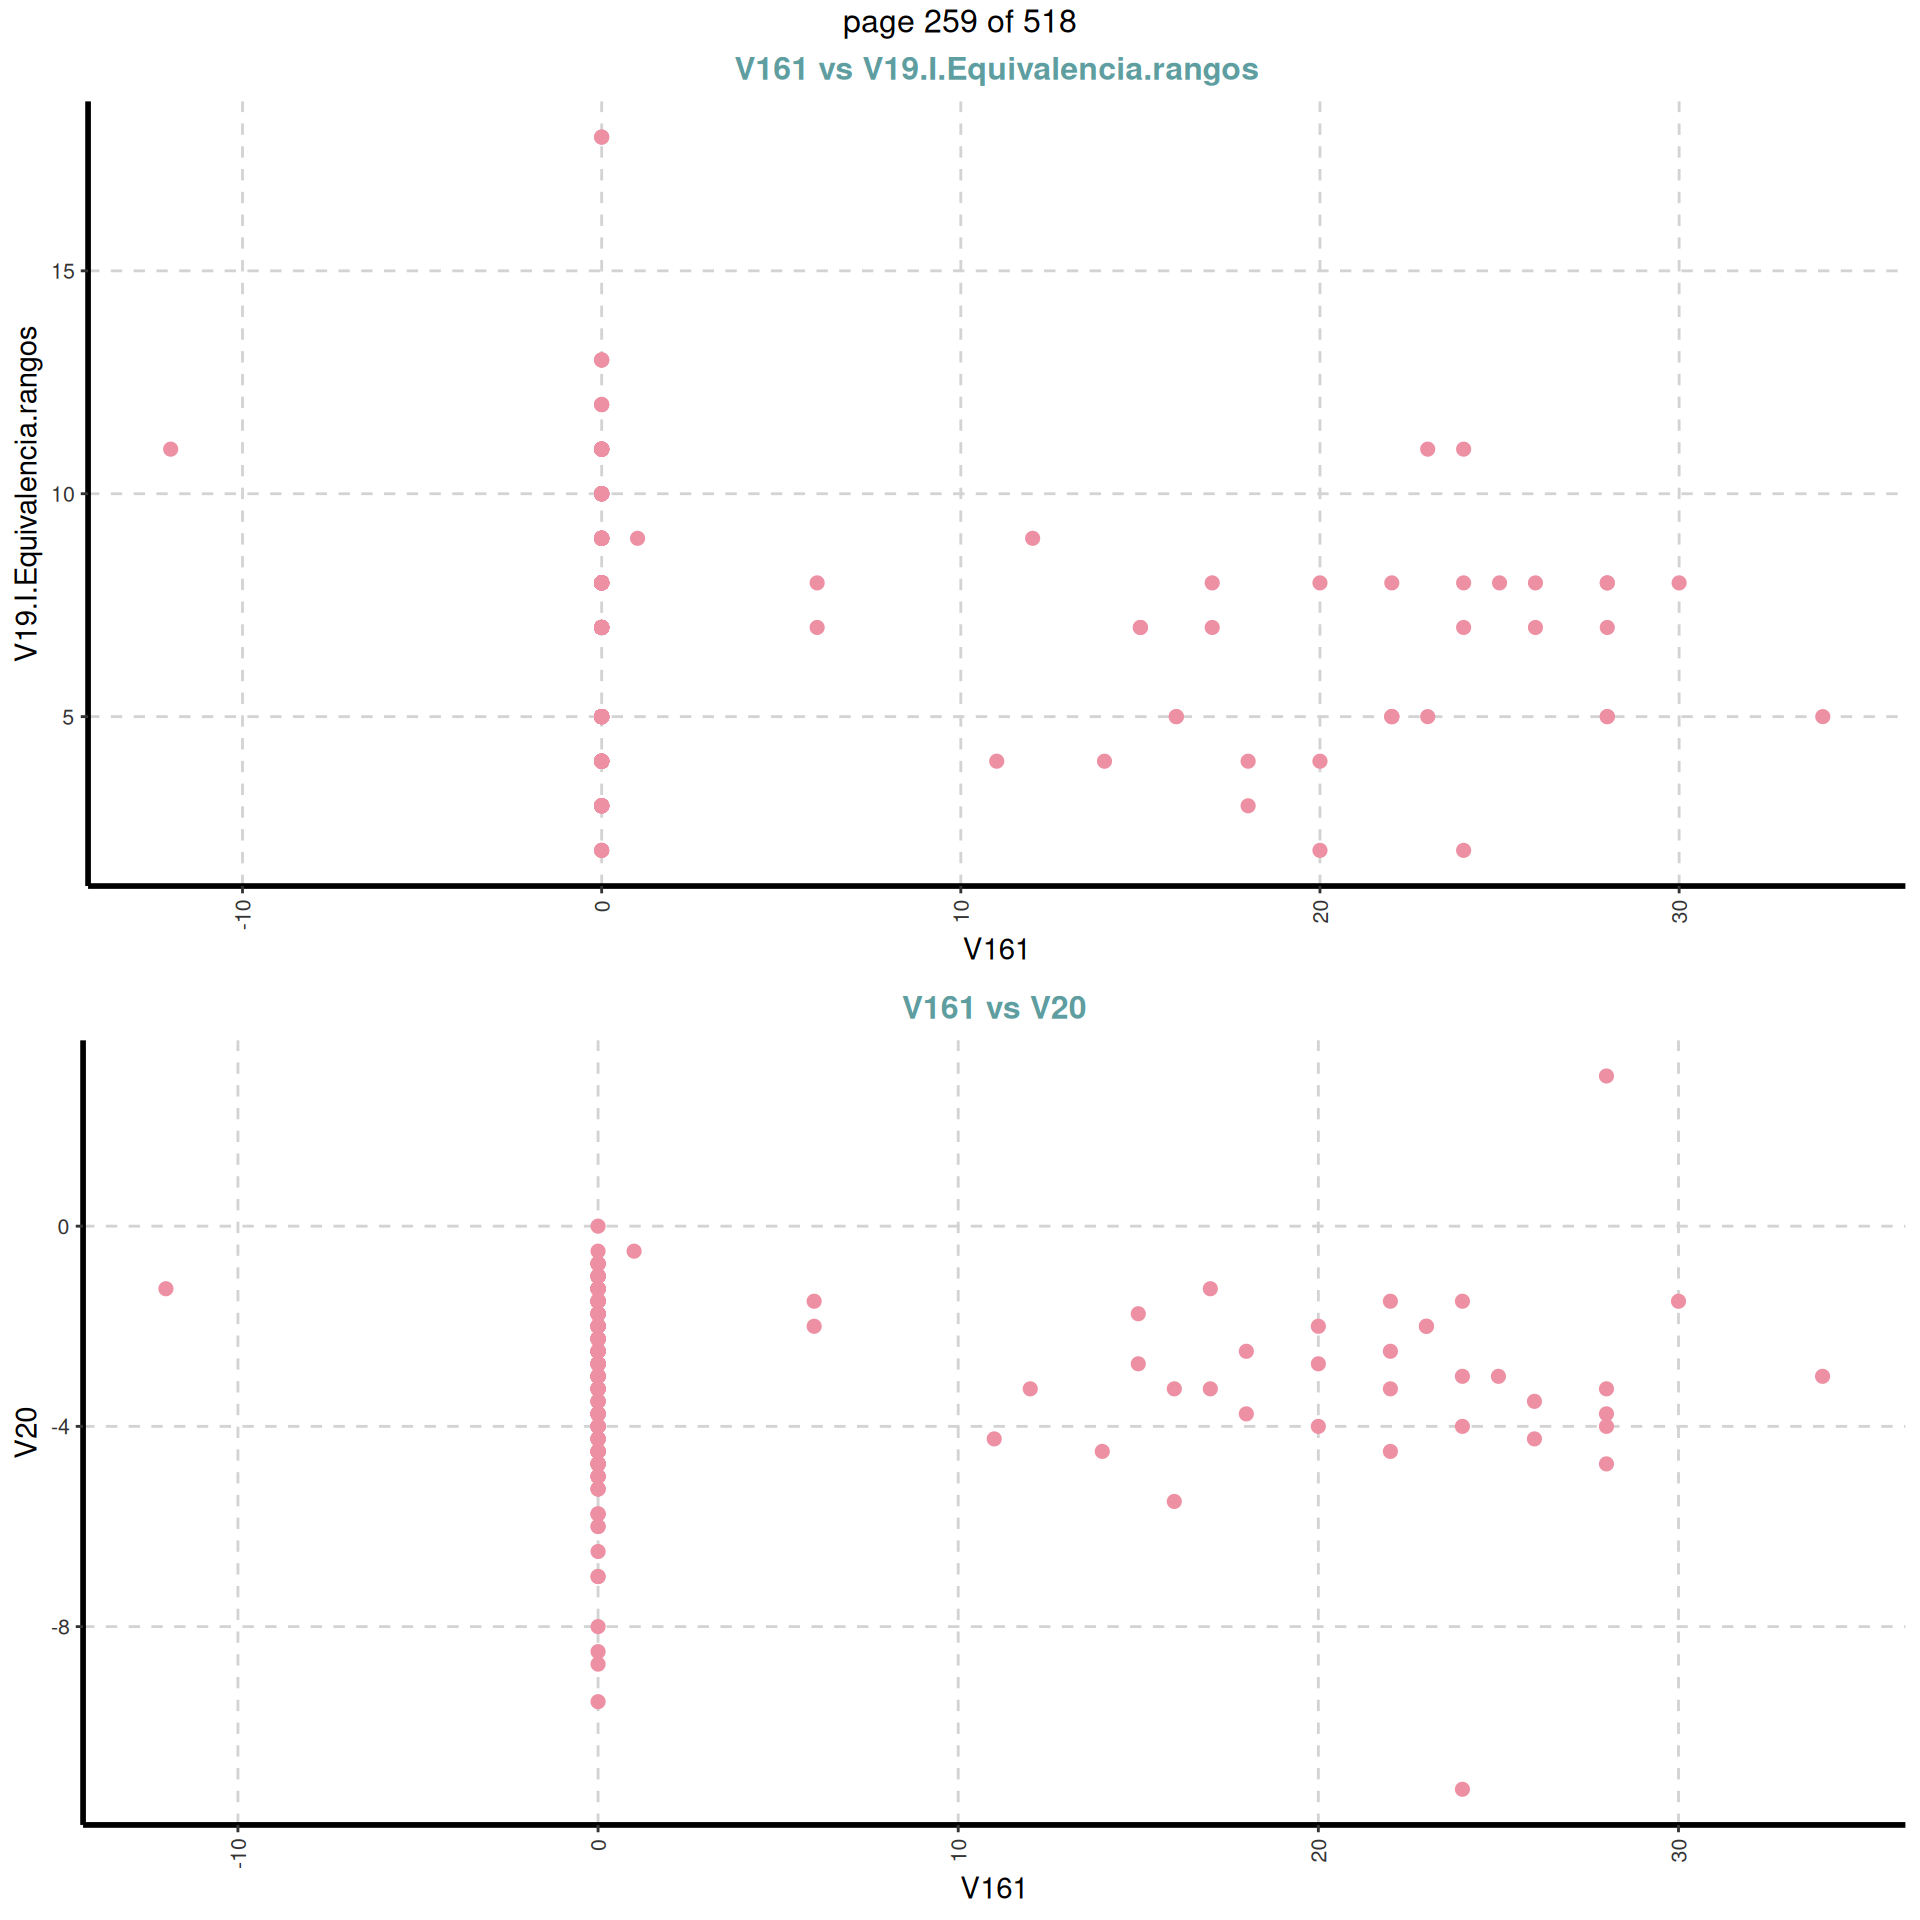 page 259 of 518
V161 vs V19.I.Equivalencia.rangos
V19.I.Equivalencia.rangos
15
10
5
-10
0
10
20
30
V161
V161 vs V20
V20
0
-4
-8
-10
0
10
20
30
V161